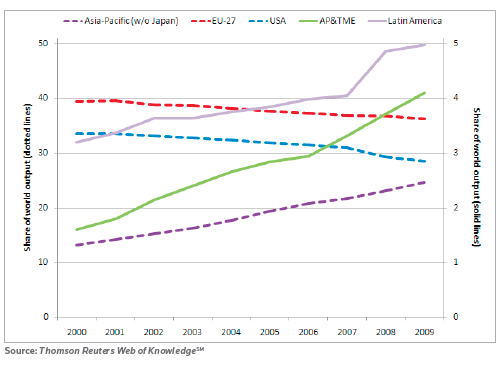 Asia-Pacific (w/o Japan) EU-27 USA AP&TME Latin America
50 5
40 4
30 3
20 2
10 1
0 0
Share of world output (dotted lines)
Share of world output (solid lines)
2000 2001 2002 2003 2004 2005 2006 2007 2008 2009
Source: Thomson Reuters Web of Knowledge℠